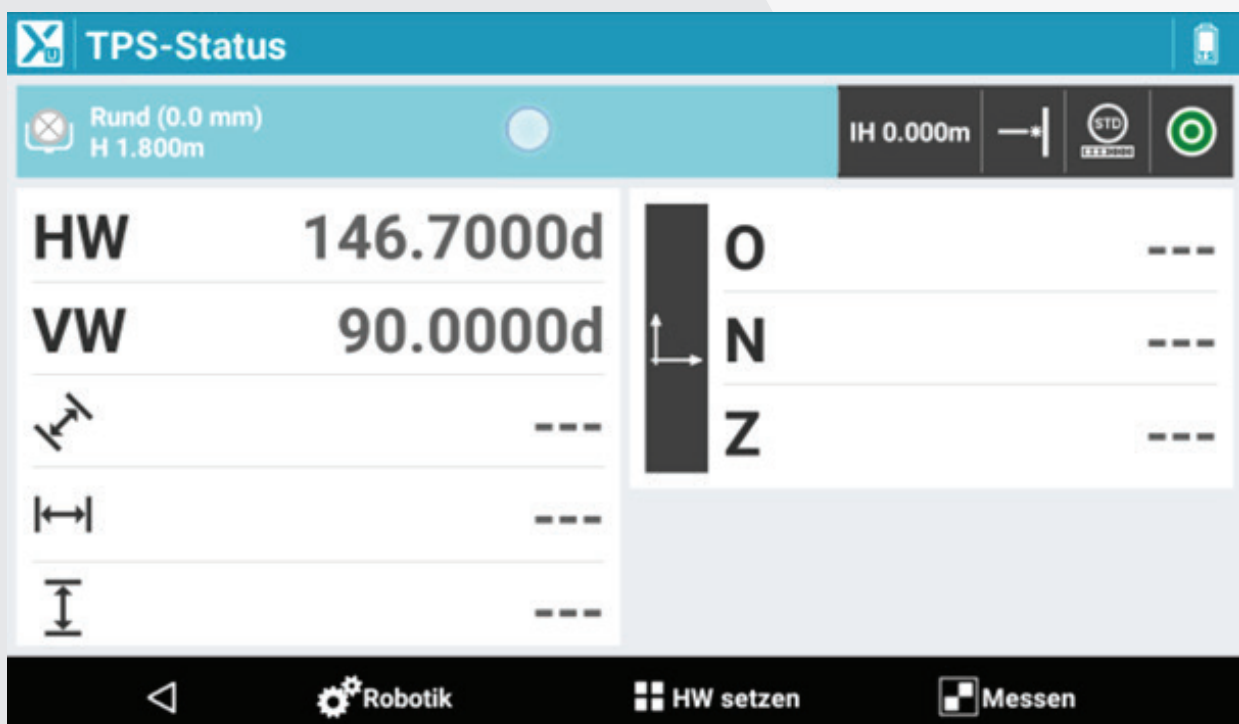 TPS-Status
Rund (0.0 mm)
H 1.800m
IH 0.000m
STD
HW 146.7000d
VW 90.0000d
---
---
---
O ---
N ---
Z ---
Robotik
HW setzen
Messen